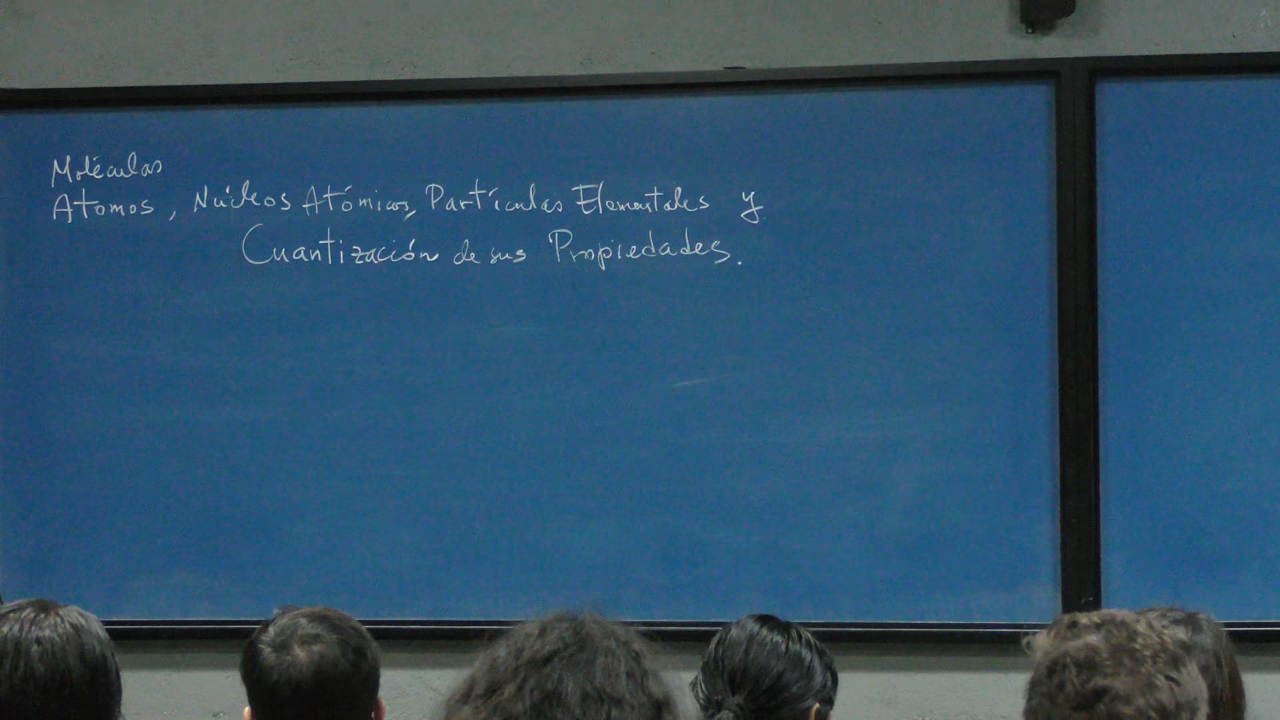 Moléculas
Atomos, Núcleos Atómicos, Partículas Elementales y
Cuantización de sus Propiedades.